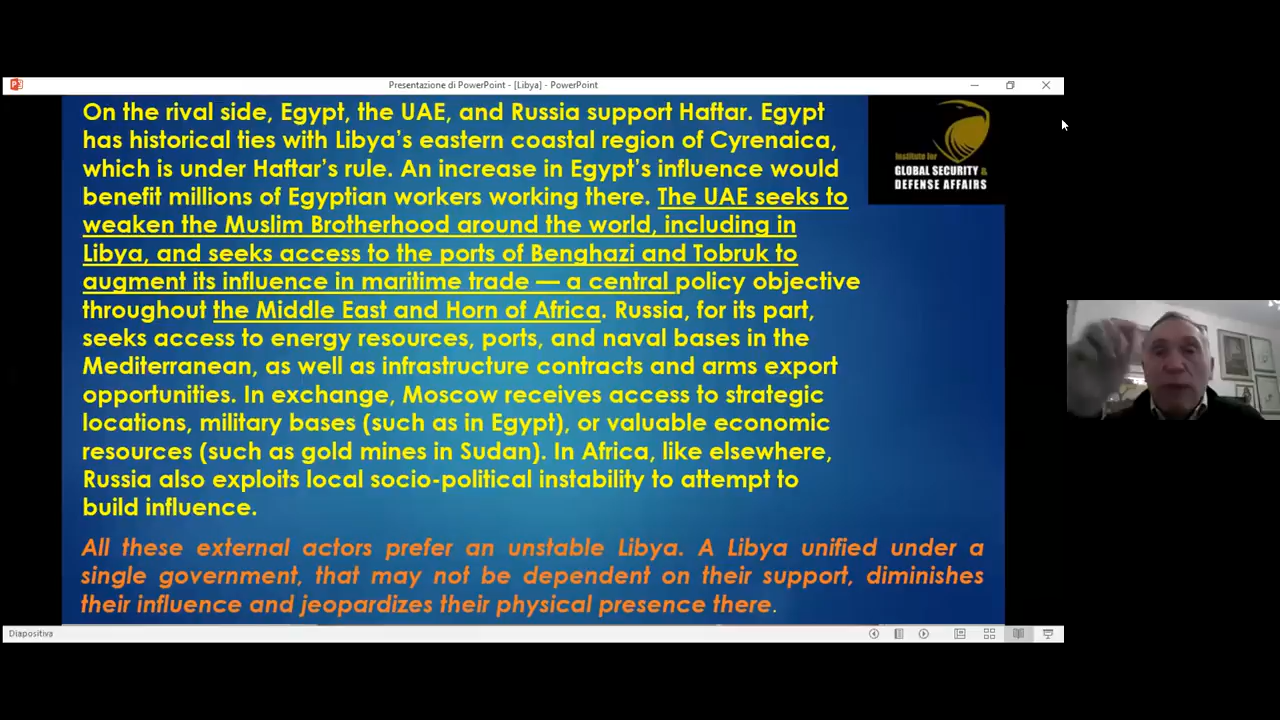 Presentazione di PowerPoint - [Libya] - PowerPoint
On the rival side, Egypt, the UAE, and Russia support Haftar. Egypt
has historical ties with Libya’s eastern coastal region of Cyrenaica,
which is under Haftar’s rule. An increase in Egypt’s influence would
benefit millions of Egyptian workers working there. The UAE seeks to
weaken the Muslim Brotherhood around the world, including in
Libya, and seeks access to the ports of Benghazi and Tobruk to
augment its influence in maritime trade — a central policy objective
throughout the Middle East and Horn of Africa. Russia, for its part,
seeks access to energy resources, ports, and naval bases in the
Mediterranean, as well as infrastructure contracts and arms export
opportunities. In exchange, Moscow receives access to strategic
locations, military bases (such as in Egypt), or valuable economic
resources (such as gold mines in Sudan). In Africa, like elsewhere,
Russia also exploits local socio-political instability to attempt to
build influence.
All these external actors prefer an unstable Libya. A Libya unified under a
single government, that may not be dependent on their support, diminishes
their influence and jeopardizes their physical presence there.
Institute for
GLOBAL SECURITY &
DEFENSE AFFAIRS
Diapositiva